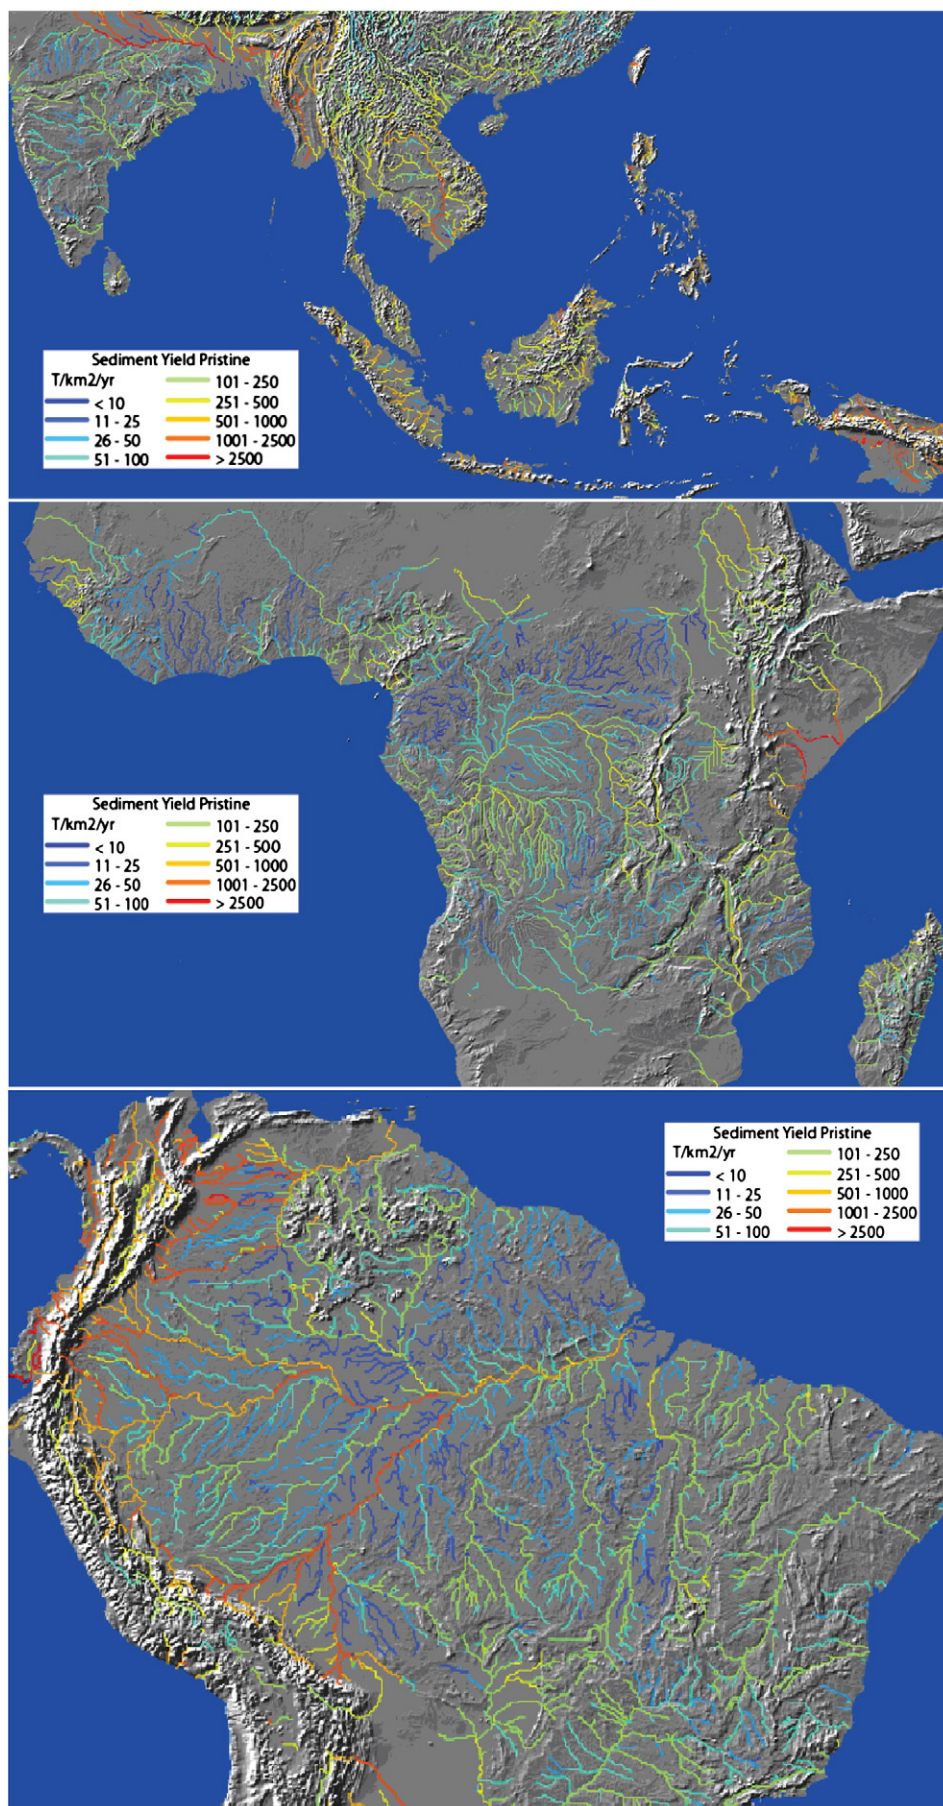 Sediment Yield Pristine
T/km2/yr
< 10
11 - 25
26 - 50
51 - 100
101 - 250
251 - 500
501 - 1000
1001 - 2500
> 2500
Sediment Yield Pristine
T/km2/yr
< 10
11 - 25
26 - 50
51 - 100
101 - 250
251 - 500
501 - 1000
1001 - 2500
> 2500
Sediment Yield Pristine
T/km2/yr
< 10
11 - 25
26 - 50
51 - 100
101 - 250
251 - 500
501 - 1000
1001 - 2500
> 2500